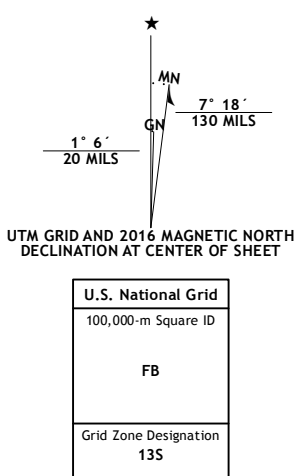 ★
MN
GN
7° 18´
130 MILS
1° 6´
20 MILS
UTM GRID AND 2016 MAGNETIC NORTH
DECLINATION AT CENTER OF SHEET
U.S. National Grid
100,000-m Square ID
FB
Grid Zone Designation
13S